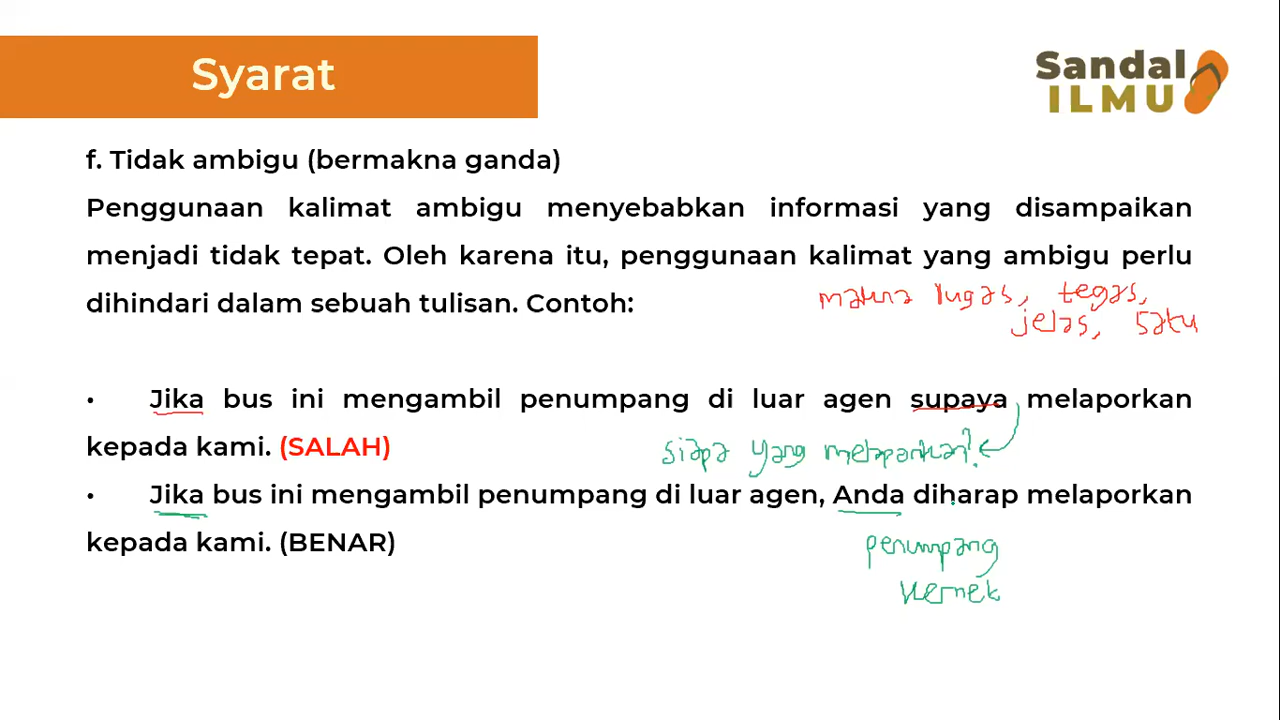 Syarat
Sandal
ILMU
f. Tidak ambigu (bermakna ganda)
Penggunaan kalimat ambigu menyebabkan informasi yang disampaikan
menjadi tidak tepat. Oleh karena itu, penggunaan kalimat yang ambigu perlu
dihindari dalam sebuah tulisan. Contoh:
makna lugas, tegas,
jelas, satu
• Jika bus ini mengambil penumpang di luar agen supaya melaporkan
kepada kami. (SALAH)
siapa yang melaporkan?
• Jika bus ini mengambil penumpang di luar agen, Anda diharap melaporkan
kepada kami. (BENAR)
penumpang
kernek